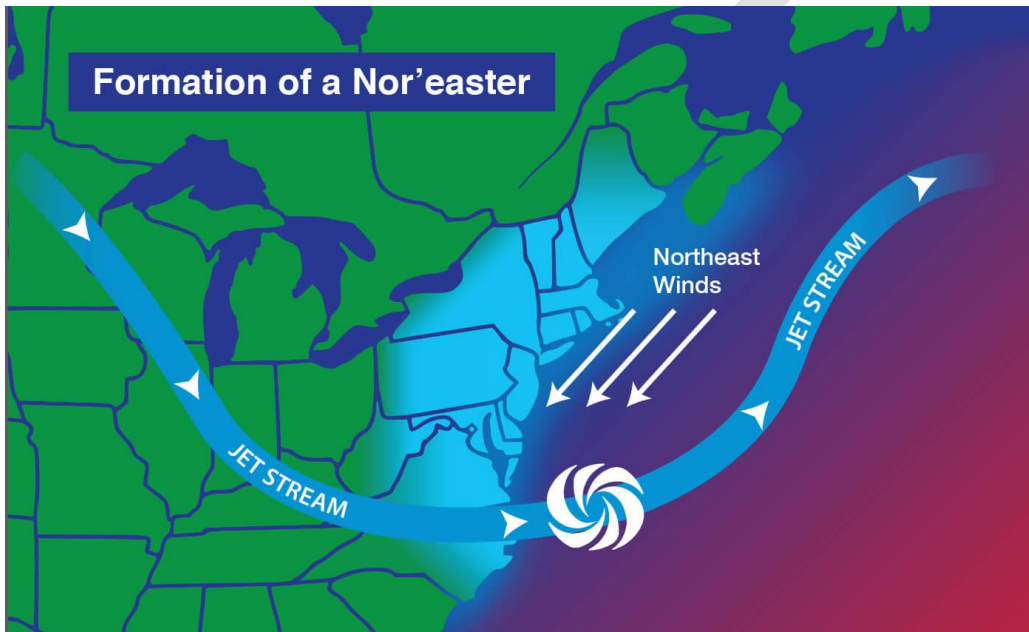 Formation of a Nor'easter
Northeast
Winds
JET STREAM
JET STREAM